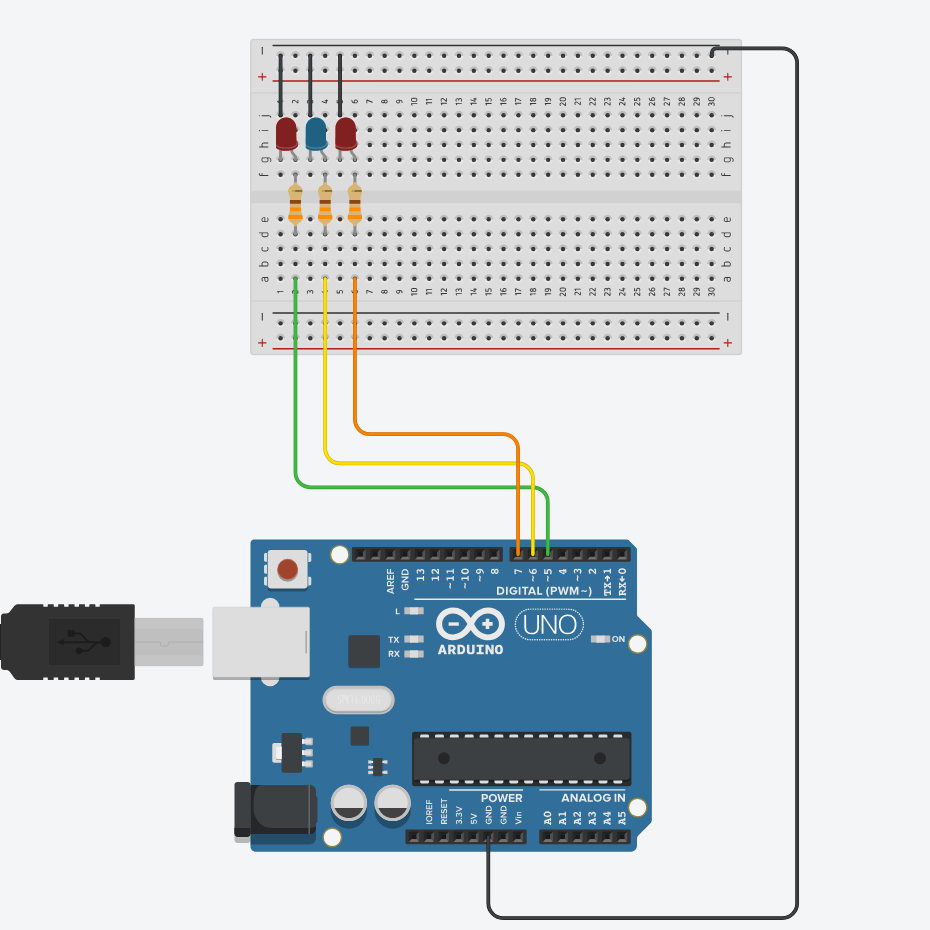 − −
+ +
1 2 3 4 5 6 7 8 9 10 11 12 13 14 15 16 17 18 19 20 21 22 23 24 25 26 27 28 29 30
j j
i i
h h
g g
f f
e e
d d
c c
b b
a a
1 2 3 4 5 6 7 8 9 10 11 12 13 14 15 16 17 18 19 20 21 22 23 24 25 26 27 28 29 30
− −
+ +
AREF GND 13 12 ~11 ~10 ~9 8 7 ~6 ~5 4 ~3 2 TX→1 RX←0
DIGITAL (PWM~)
L
TX
RX
ARDUINO
UNO
ON
POWER
ANALOG IN
IOREF RESET 3.3V 5V GND GND Vin A0 A1 A2 A3 A4 A5